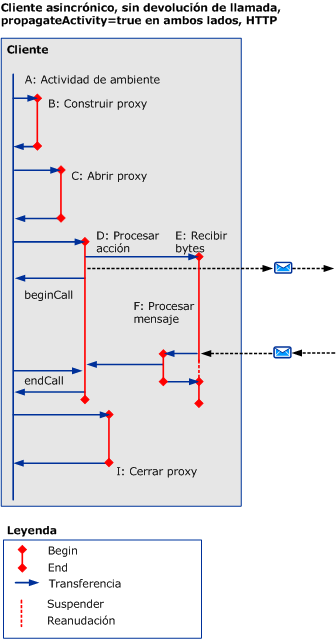 Cliente asincrónico, sin devolución de llamada,
propagateActivity=true en ambos lados, HTTP
Cliente
A: Actividad de ambiente
B: Construir proxy
C: Abrir proxy
D: Procesar
acción
E: Recibir
bytes
beginCall
F: Procesar
mensaje
endCall
I: Cerrar proxy
Leyenda
Begin
End
Transferencia
Suspender
Reanudación